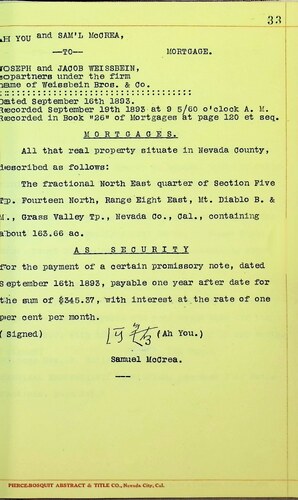 33
AH YOU and SAM'L McCREA,
--TO-- MORTGAGE.
JOSEPH and JACOB WEISSBEIN,
copartners under the firm
name of Weissbein Bros. & Co.
Dated September 16th 1893.
Recorded September 19th 1893 at 9 5/60 o'clock A. M.
Recorded in Book "26" of Mortgages at page 120 et seq.
M O R T G A G E S.
All that real property situate in Nevada County,
described as follows:
The fractional North East quarter of Section Five
Tp. Fourteen North, Range Eight East, Mt. Diablo B. &
M., Grass Valley Tp., Nevada Co., Cal., containing
about 163.66 ac.
A S S E C U R I T Y
for the payment of a certain promissory note, dated
September 16th 1893, payable one year after date for
the sum of $345.37, with interest at the rate of one
per cent per month.
(Signed) (Ah You.)
Samuel McCrea.
PIERCE-BOSQUIT ABSTRACT & TITLE CO., Nevada City, Cal.